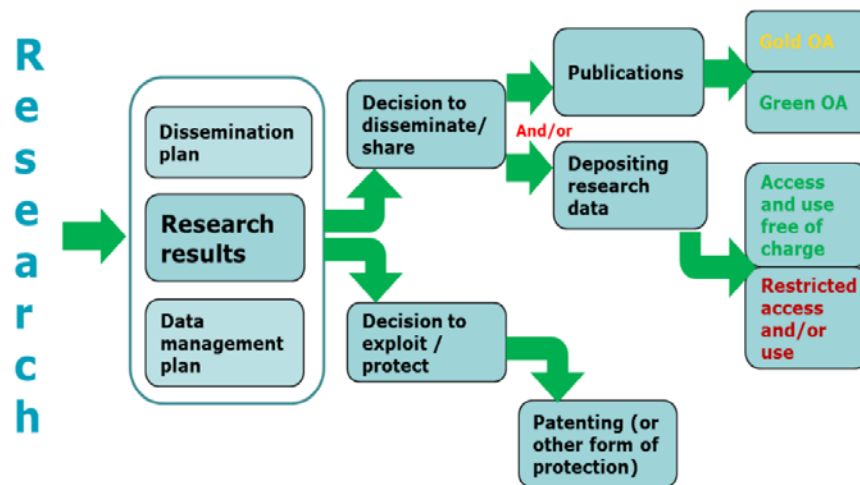 Research
Dissemination
plan
Research
results
Data
management
plan
Decision to
disseminate/
share
Decision to
exploit /
protect
And/or
Publications
Depositing
research
data
Patenting (or
other form of
protection)
Gold OA
Green OA
Access
and use
free of
charge
Restricted
access
and/or
use